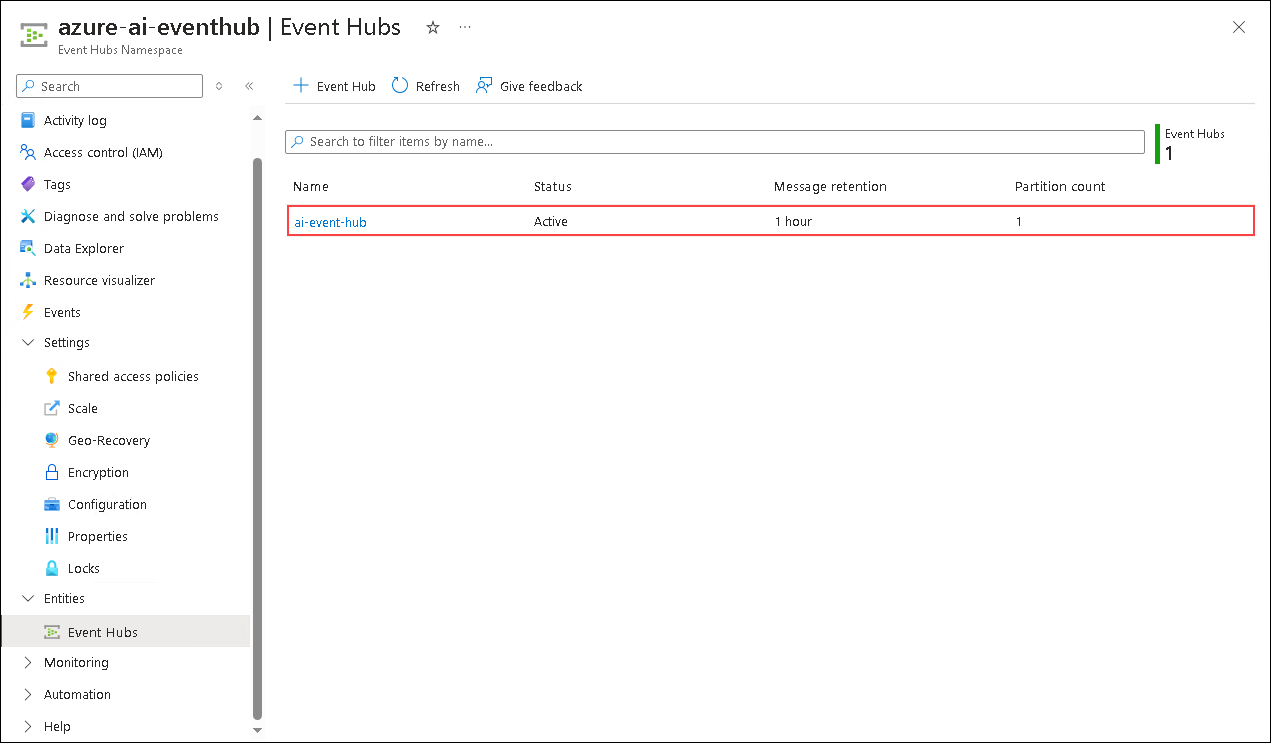 azure-ai-eventhub | Event Hubs
Event Hubs Namespace
Search
Activity log
Access control (IAM)
Tags
Diagnose and solve problems
Data Explorer
Resource visualizer
Events
Settings
Shared access policies
Scale
Geo-Recovery
Encryption
Configuration
Properties
Locks
Entities
Event Hubs
Monitoring
Automation
Help
Event Hub Refresh Give feedback
Search to filter items by name...
Event Hubs
1
Name Status Message retention Partition count
ai-event-hub Active 1 hour 1